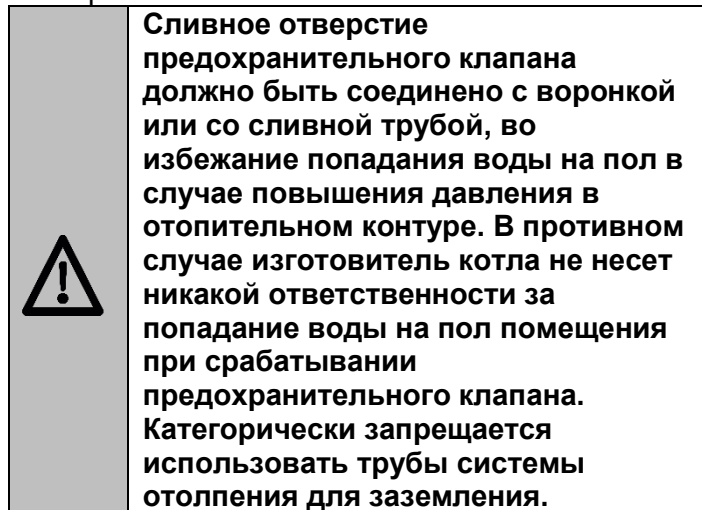 Сливное отверстие
предохранительного клапана
должно быть соединено с воронкой
или со сливной трубой, во
избежание попадания воды на пол в
случае повышения давления в
отопительном контуре. В противном
случае изготовитель котла не несет
никакой ответственности за
попадание воды на пол помещения
при срабатывании
предохранительного клапана.
Категорически запрещается
использовать трубы системы
отолпения для заземления.